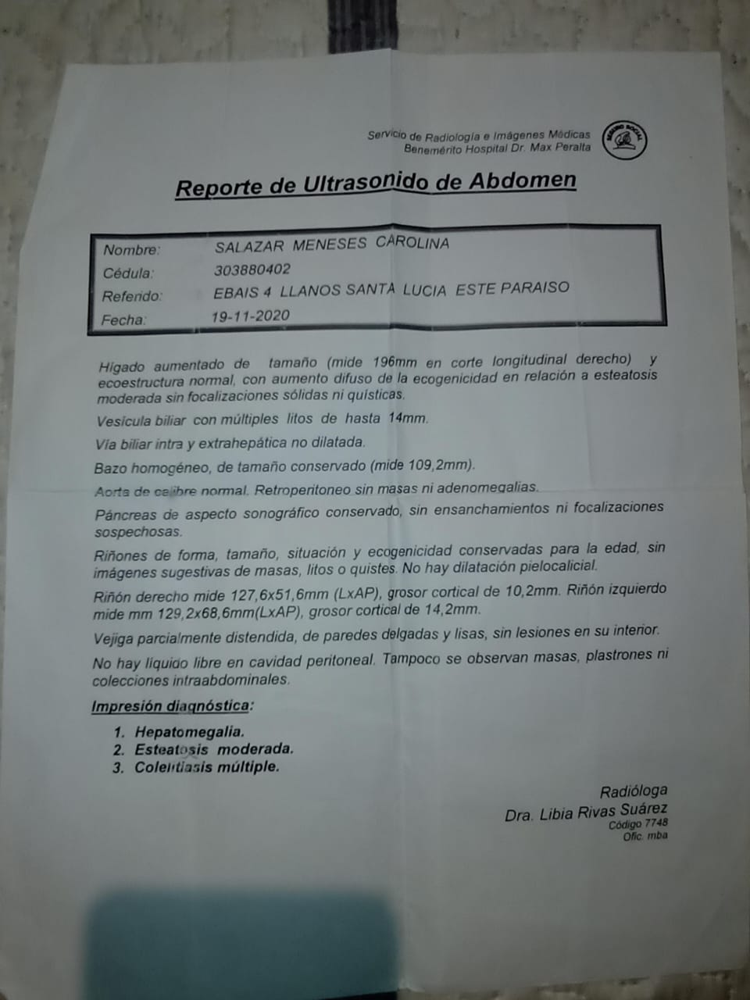 Servicio de Radiología e Imágenes Médicas
Benemérito Hospital Dr. Max Peralta
SEGURO SOCIAL
Reporte de Ultrasonido de Abdomen
Nombre: SALAZAR MENESES CAROLINA
Cédula: 303880402
Referido: EBAIS 4 LLANOS SANTA LUCIA ESTE PARAISO
Fecha: 19-11-2020
Hígado aumentado de tamaño (mide 196mm en corte longitudinal derecho) y
ecoestructura normal, con aumento difuso de la ecogenicidad en relación a esteatosis
moderada sin focalizaciones sólidas ni quísticas.
Vesícula biliar con múltiples litos de hasta 14mm.
Vía biliar intra y extrahepática no dilatada.
Bazo homogéneo, de tamaño conservado (mide 109,2mm).
Aorta de calibre normal. Retroperitoneo sin masas ni adenomegalias.
Páncreas de aspecto sonográfico conservado, sin ensanchamientos ni focalizaciones
sospechosas.
Riñones de forma, tamaño, situación y ecogenicidad conservadas para la edad, sin
imágenes sugestivas de masas, litos o quistes. No hay dilatación pielocalicial.
Riñón derecho mide 127,6x51,6mm (LxAP), grosor cortical de 10,2mm. Riñón izquierdo
mide mm 129,2x68,6mm(LxAP), grosor cortical de 14,2mm.
Vejiga parcialmente distendida, de paredes delgadas y lisas, sin lesiones en su interior.
No hay líquido libre en cavidad peritoneal. Tampoco se observan masas, plastrones ni
colecciones intraabdominales.
Impresión diagnóstica:
1. Hepatomegalia.
2. Esteatosis moderada.
3. Colelitiasis múltiple.
Radióloga
Dra. Libia Rivas Suárez
Código 7748
Ofic. mba